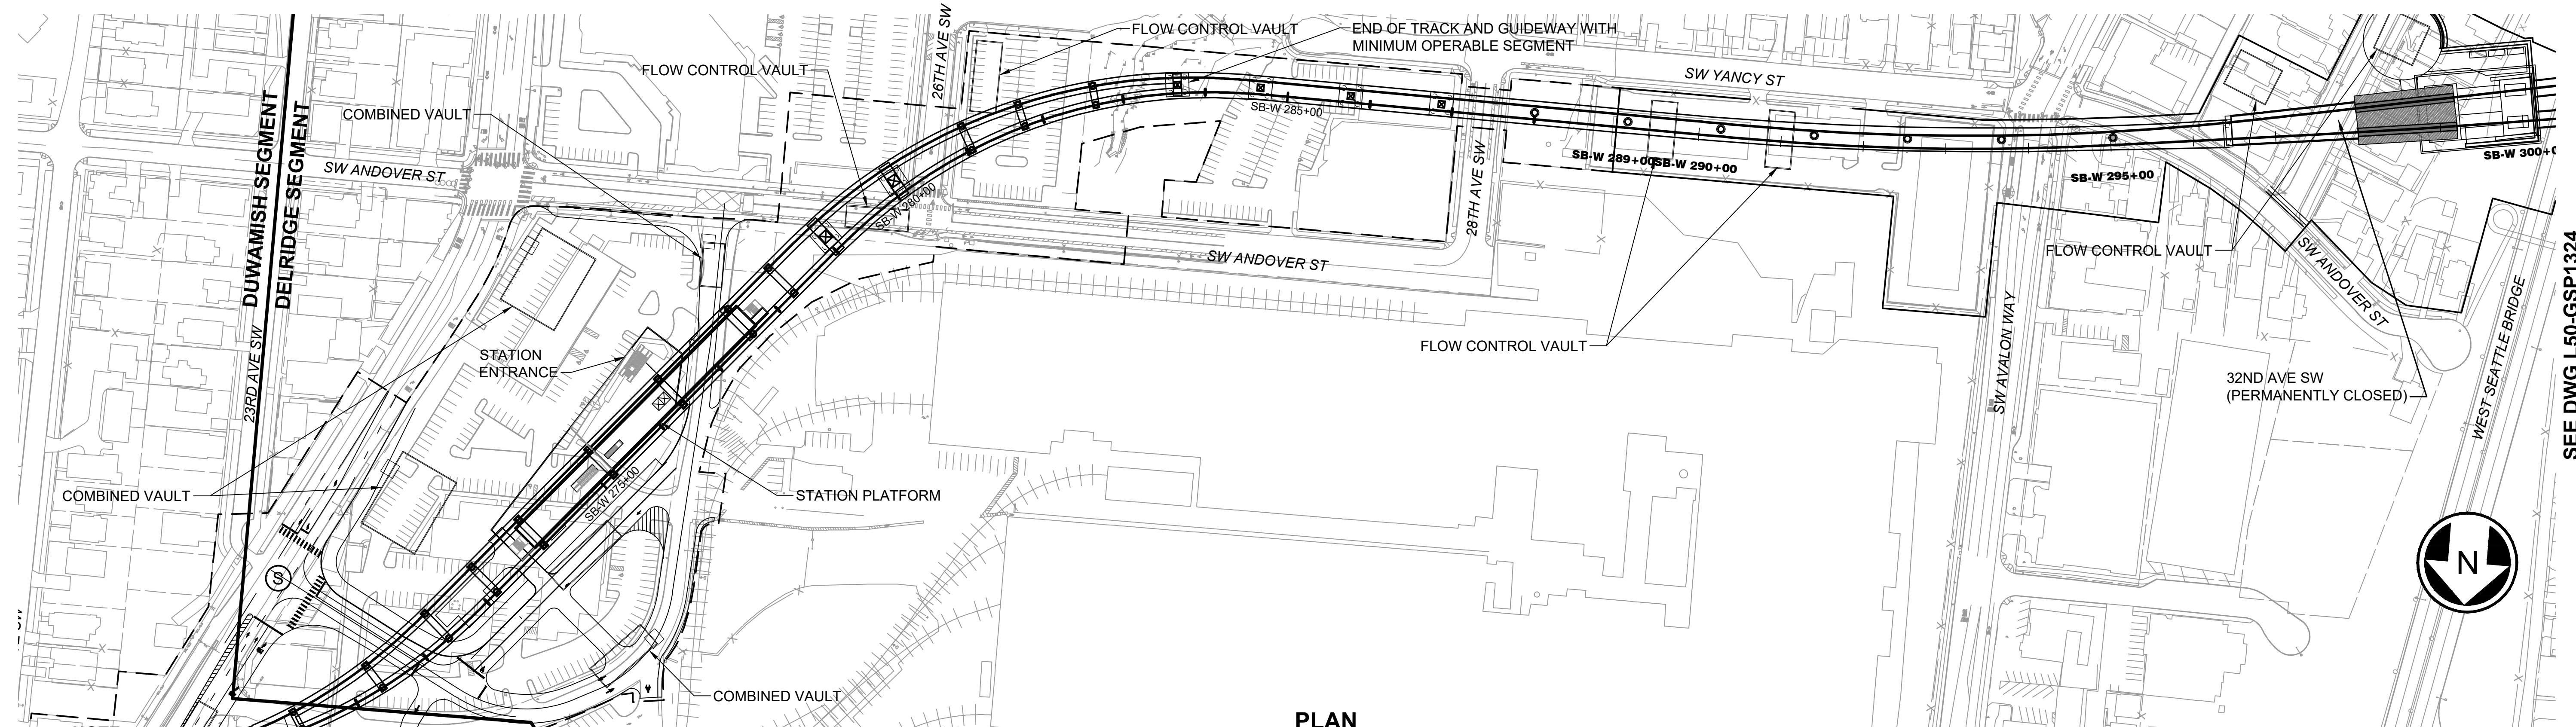 FLOW CONTROL VAULT
END OF TRACK AND GUIDEWAY WITH
MINIMUM OPERABLE SEGMENT
26TH AVE SW
FLOW CONTROL VAULT
SW YANCY ST
COMBINED VAULT
SB-W 285+00
DUWAMISH SEGMENT
DELRIDGE SEGMENT
SW ANDOVER ST
SB-W 289+00
SB-W 290+00
SB-W 295+00
SB-W 300+0
28TH AVE SW
SB-W 280+00
SW ANDOVER ST
FLOW CONTROL VAULT
SW ANDOVER ST
23RD AVE SW
STATION
ENTRANCE
FLOW CONTROL VAULT
SW AVALON WAY
WEST SEATTLE BRIDGE
SEE DWG L50-GSP1324
32ND AVE SW
(PERMANENTLY CLOSED)
COMBINED VAULT
SB-W 275+00
STATION PLATFORM
S
N
COMBINED VAULT
PLAN